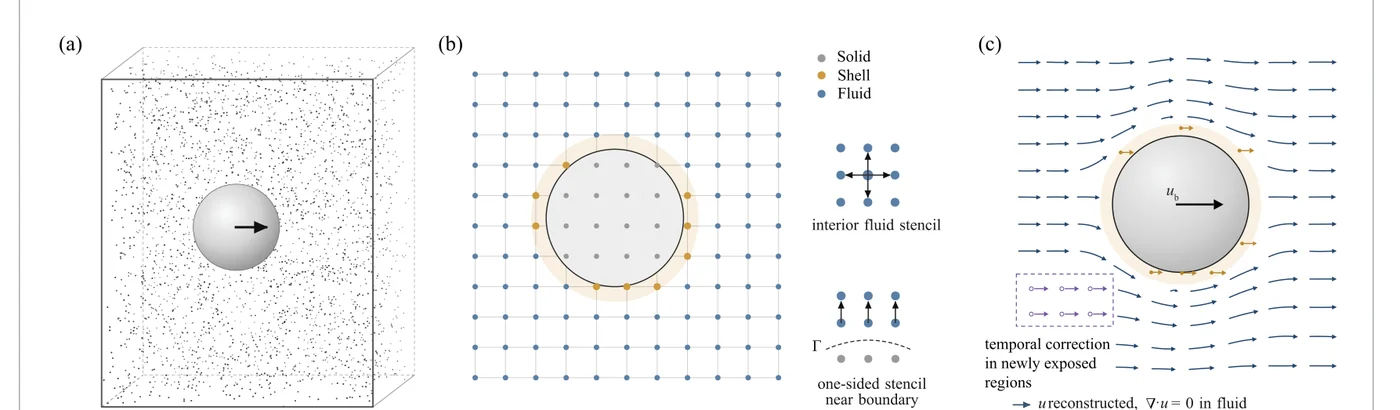 (a)
(b)
Solid
Shell
Fluid
interior fluid stencil
Γ
one-sided stencil
near boundary
(c)
u_b
temporal correction
in newly exposed
regions
u reconstructed, ∇·u = 0 in fluid